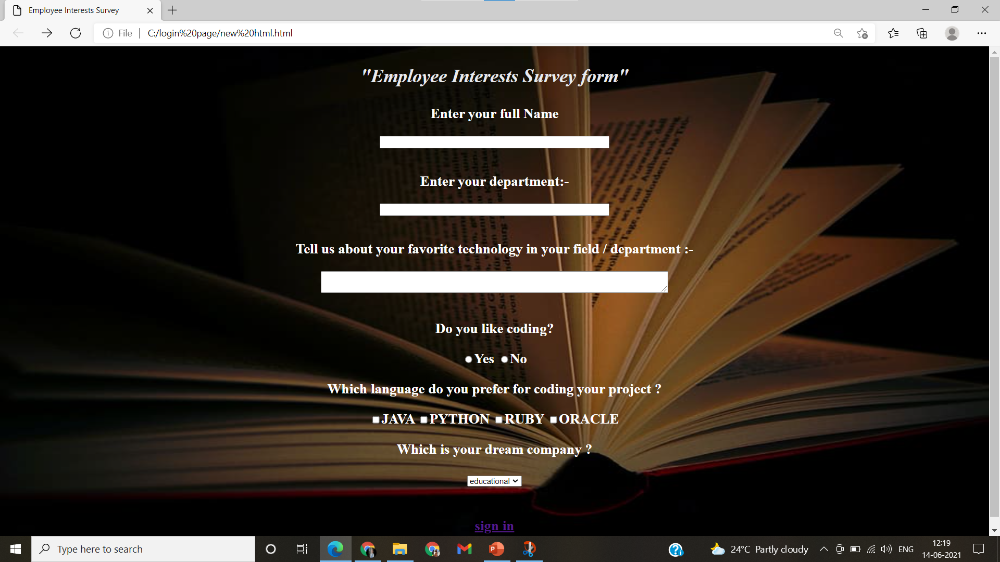 Employee Interests Survey
File
C:/login%20page/new%20html.html
"Employee Interests Survey form"
Enter your full Name
Enter your department:-
Tell us about your favorite technology in your field / department :-
Do you like coding?
Yes No
Which language do you prefer for coding your project ?
JAVA PYTHON RUBY ORACLE
Which is your dream company ?
educational
sign in
Type here to search
24°C Partly cloudy
ENG
12:19
14-06-2021